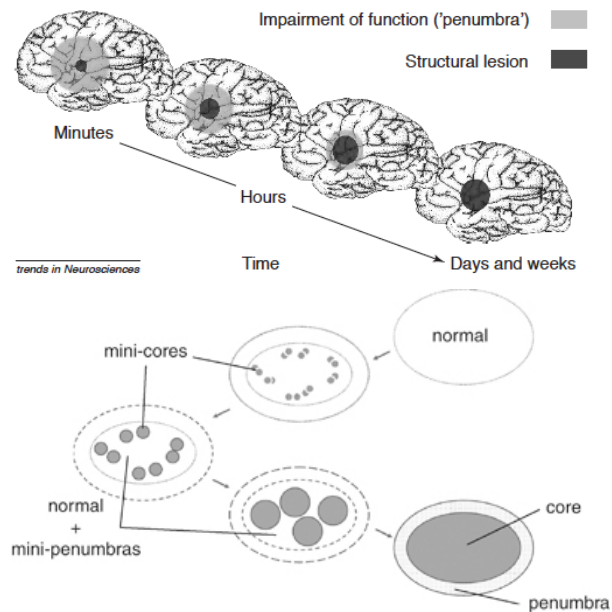 Impairment of function ('penumbra')
Structural lesion
Minutes
Hours
Time
Days and weeks
trends in Neurosciences
normal
mini-cores
normal
+
mini-penumbras
core
penumbra